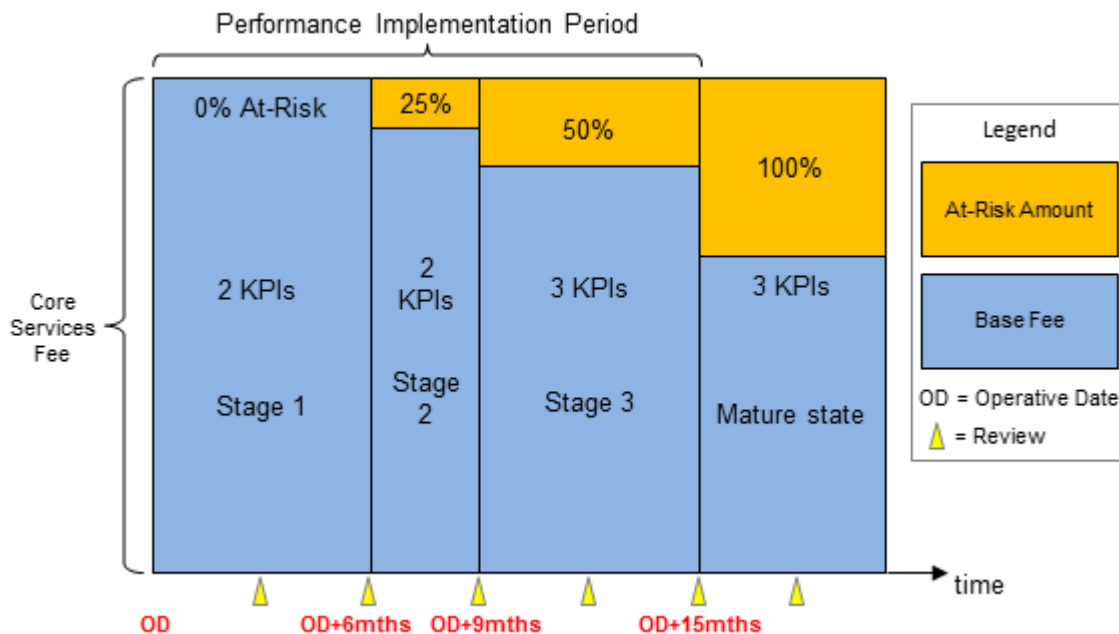 Performance Implementation Period
0% At-Risk
25%
50%
100%
Legend
At-Risk Amount
Base Fee
OD = Operative Date
= Review
Core
Services
Fee
2 KPIs
2
KPIs
3 KPIs
3 KPIs
Stage 1
Stage
2
Stage 3
Mature state
time
OD
OD+6mths
OD+9mths
OD+15mths